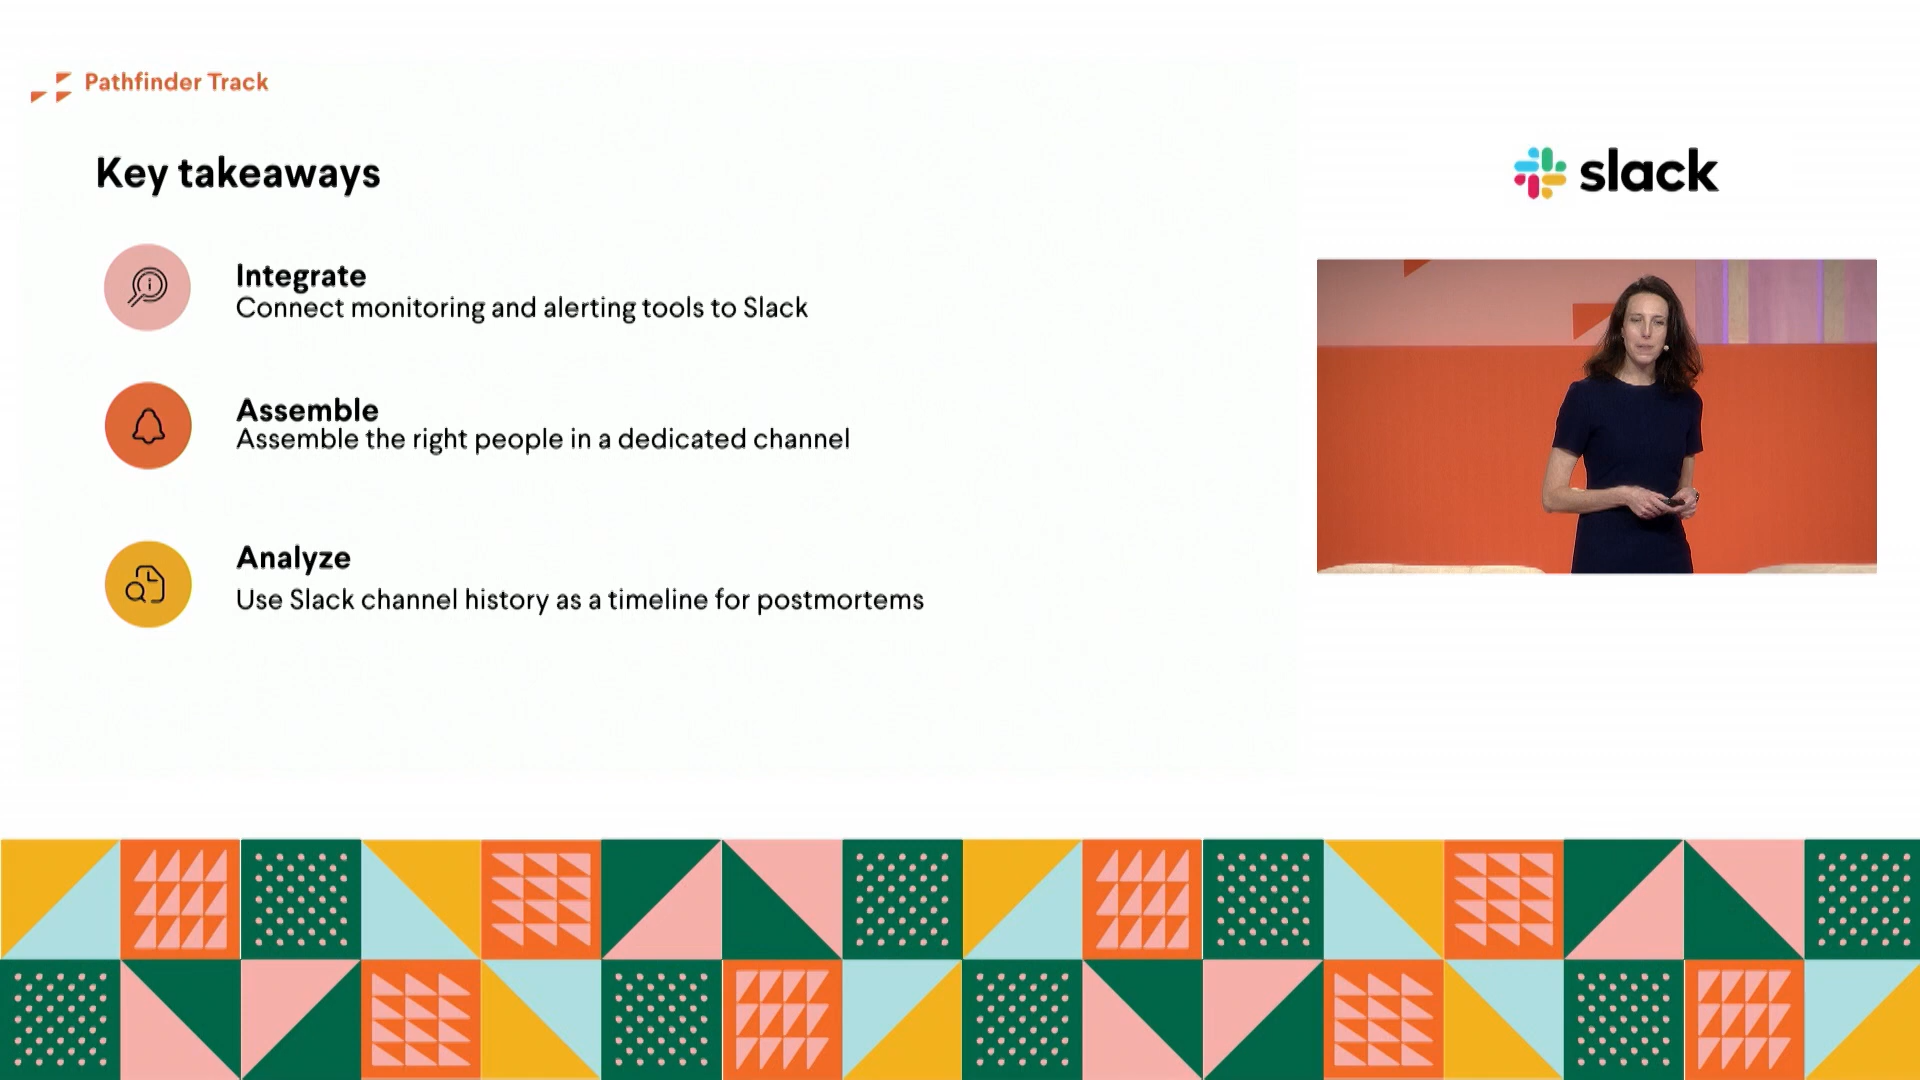 Pathfinder Track
Key takeaways
slack
Integrate
Connect monitoring and alerting tools to Slack
Assemble
Assemble the right people in a dedicated channel
Analyze
Use Slack channel history as a timeline for postmortems